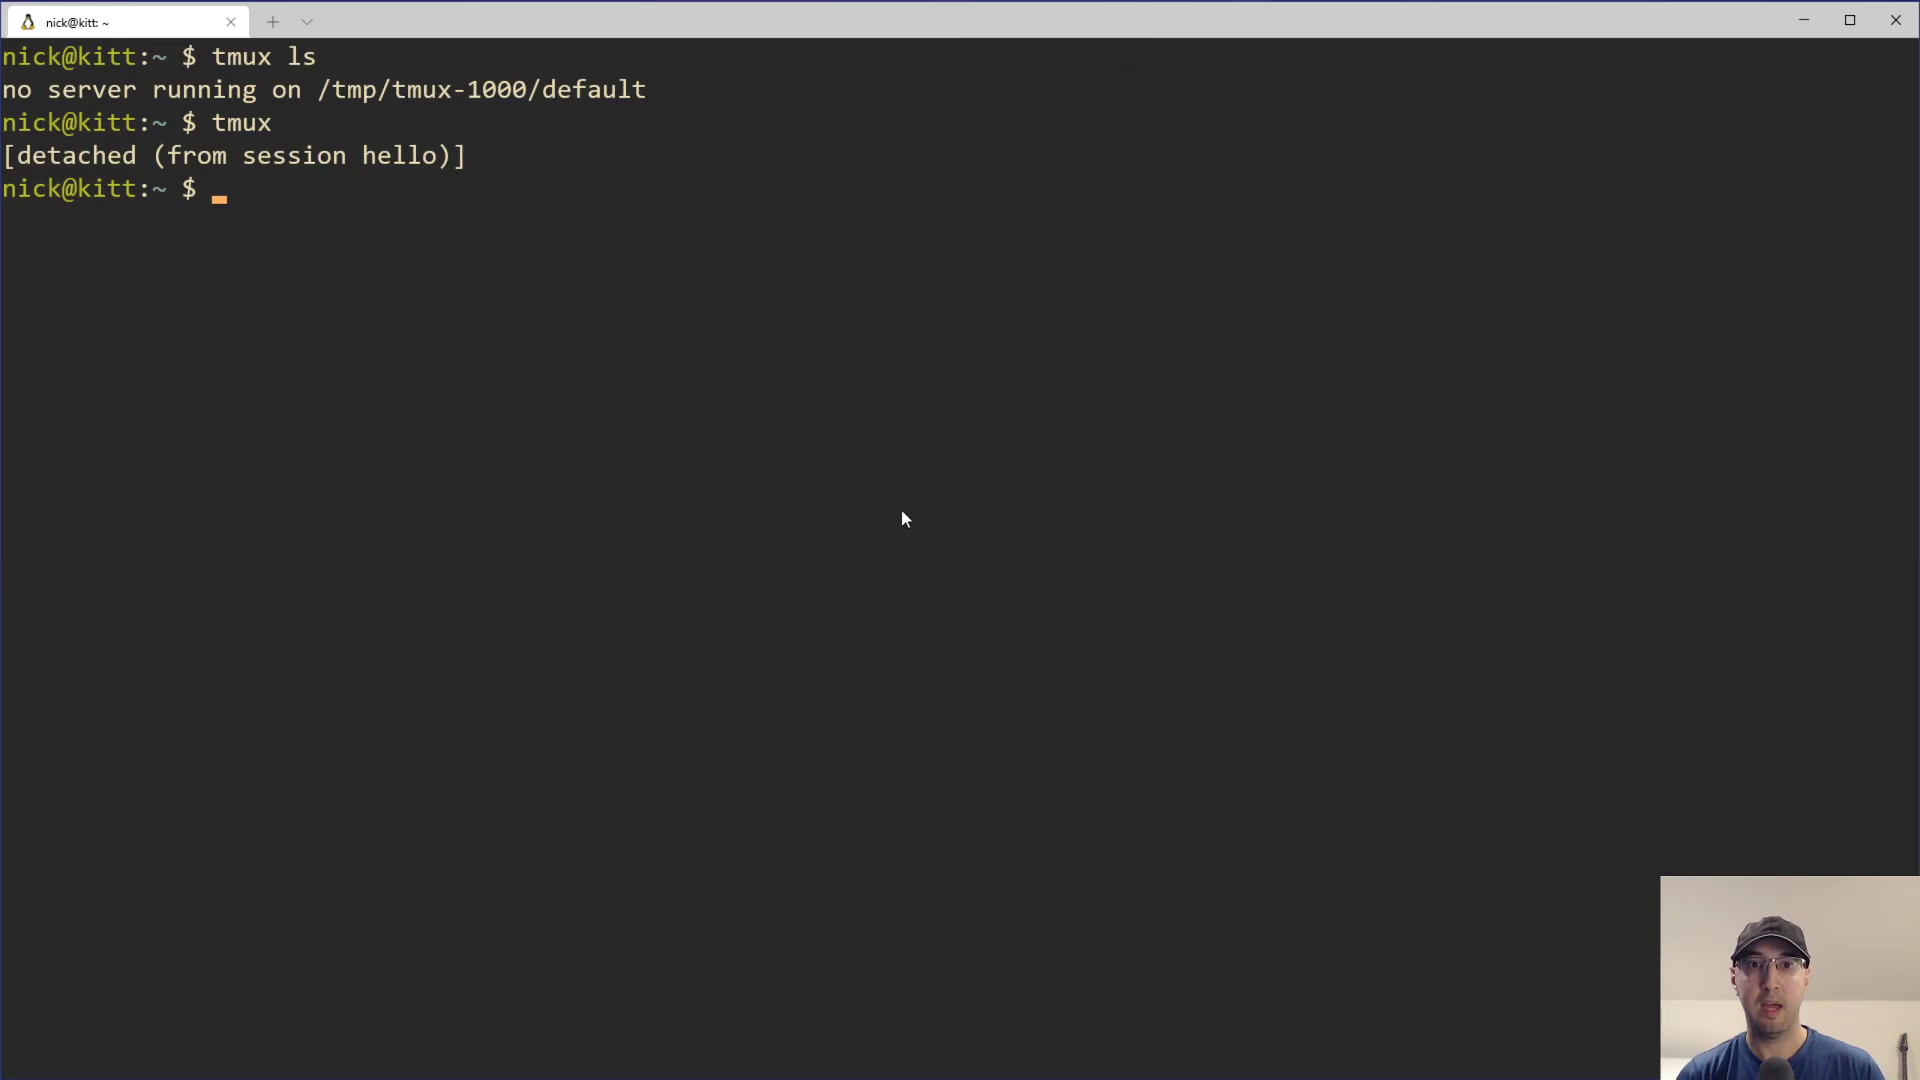 nick@kitt: ~
nick@kitt:~ $ tmux ls
no server running on /tmp/tmux-1000/default
nick@kitt:~ $ tmux
[detached (from session hello)]
nick@kitt:~ $